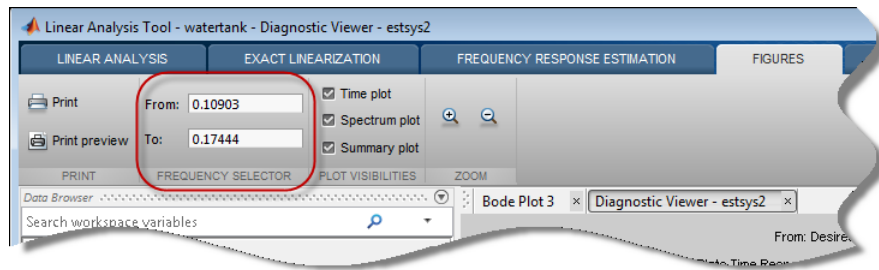 Linear Analysis Tool - watertank - Diagnostic Viewer - estsys2
LINEAR ANALYSIS EXACT LINEARIZATION FREQUENCY RESPONSE ESTIMATION FIGURES
Print From: 0.10903 Time plot
Spectrum plot
Print preview To: 0.17444 Summary plot
PRINT FREQUENCY SELECTOR PLOT VISIBILITIES ZOOM
Data Browser Bode Plot 3 × Diagnostic Viewer - estsys2 ×
Search workspace variables
From: Desire